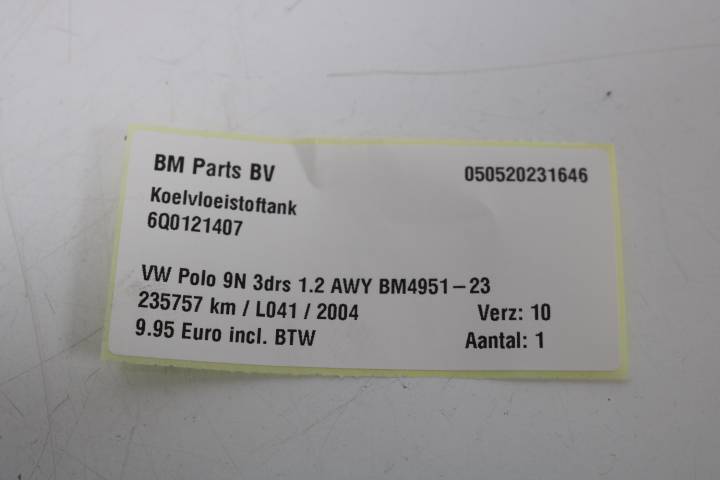 BM Parts BV 050520231646
Koelvloeistoftank
6Q0121407
VW Polo 9N 3drs 1.2 AWY BM4951-23
235757 km / L041 / 2004 Verz: 10
9.95 Euro incl. BTW Aantal: 1